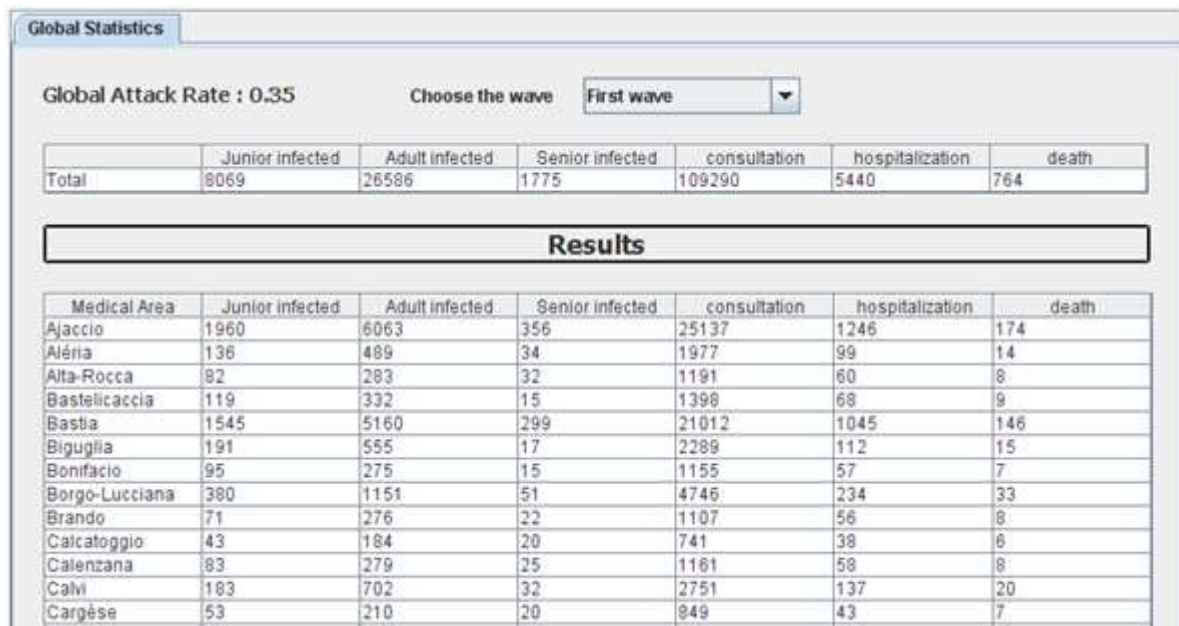 Global Statistics
Global Attack Rate : 0.35 Choose the wave First wave
Junior infected Adult infected Senior infected consultation hospitalization death
Total 8069 26586 1775 109290 5440 764
Results
Medical Area Junior infected Adult infected Senior infected consultation hospitalization death
Ajaccio 1960 6063 356 25137 1246 174
Aléria 136 489 34 1977 99 14
Alta-Rocca 82 283 32 1191 60 8
Bastelicaccia 119 332 15 1398 68 9
Bastia 1545 5160 299 21012 1045 146
Biguglia 191 555 17 2289 112 15
Bonifacio 95 275 15 1155 57 7
Borgo-Lucciana 380 1151 51 4746 234 33
Brando 71 276 22 1107 56 8
Calcatoggio 43 184 20 741 38 6
Calenzana 83 279 25 1161 58 8
Calvi 183 702 32 2751 137 20
Cargèse 53 210 20 849 43 7